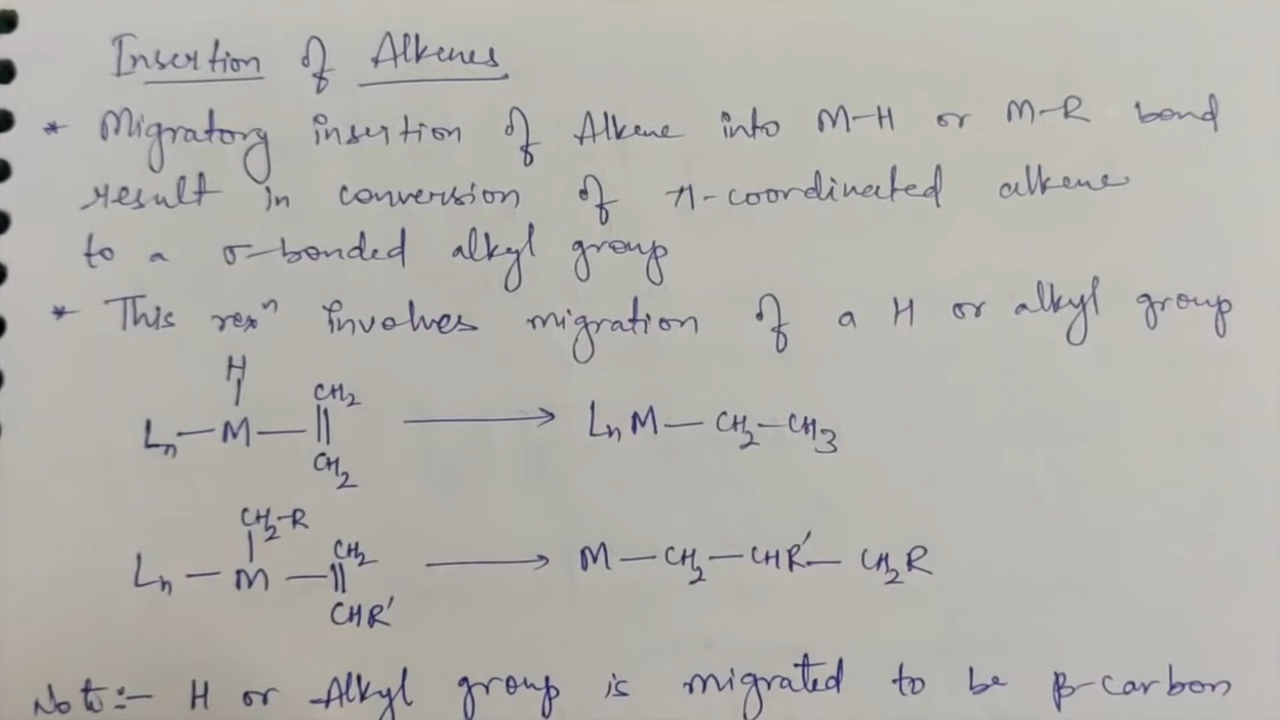 Insertion of Alkenes
* Migratory insertion of Alkene into M-H or M-R bond
result in conversion of π-coordinated alkene
to a σ-bonded alkyl group
* This rexⁿ involves migration of a H or alkyl group
H
CH₂
Lₙ-M-|| → LₙM-CH₂-CH₃
CH₂
CH₂-R
CH₂
Lₙ-M-|| → M-CH₂-CHR'-CH₂R
CHR'
Note:- H or Alkyl group is migrated to be β-carbon